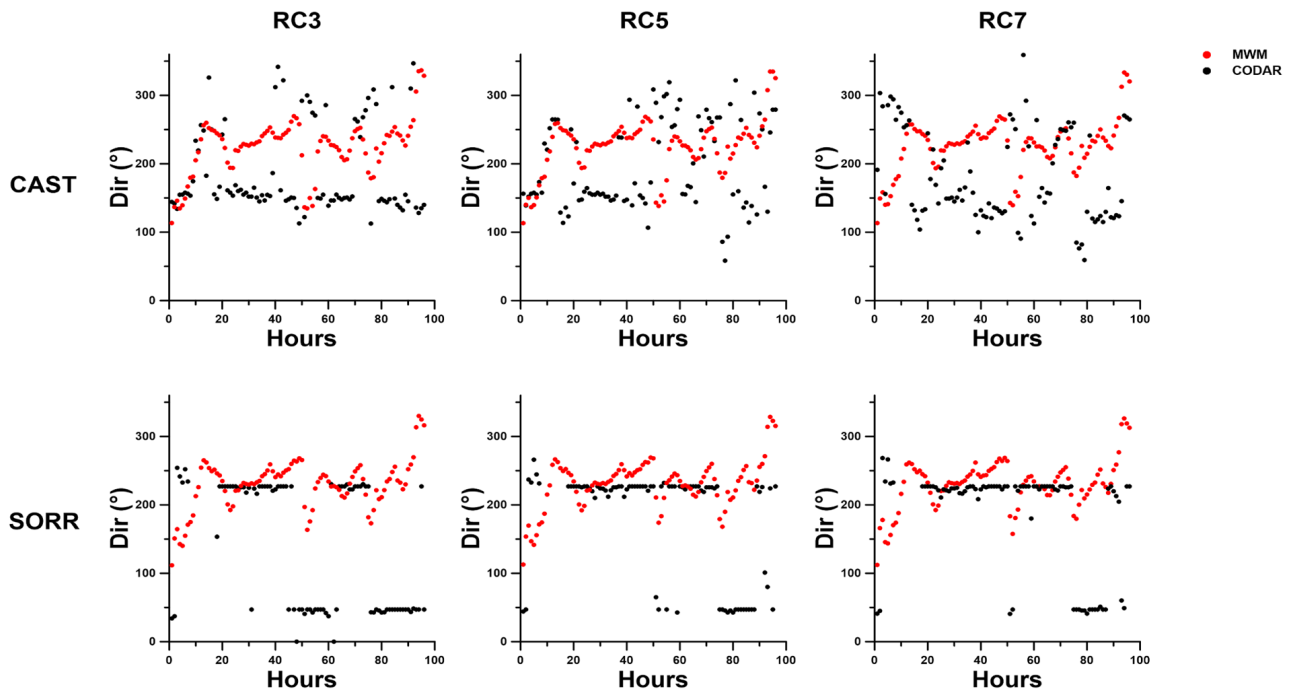 RC3 RC5 RC7
MWM
CODAR
CAST
Dir (°) Dir (°) Dir (°)
300 300 300
200 200 200
100 100 100
0 0 0
0 20 40 60 80 100 0 20 40 60 80 100 0 20 40 60 80 100
Hours Hours Hours
SORR
Dir (°) Dir (°) Dir (°)
300 300 300
200 200 200
100 100 100
0 0 0
0 20 40 60 80 100 0 20 40 60 80 100 0 20 40 60 80 100
Hours Hours Hours